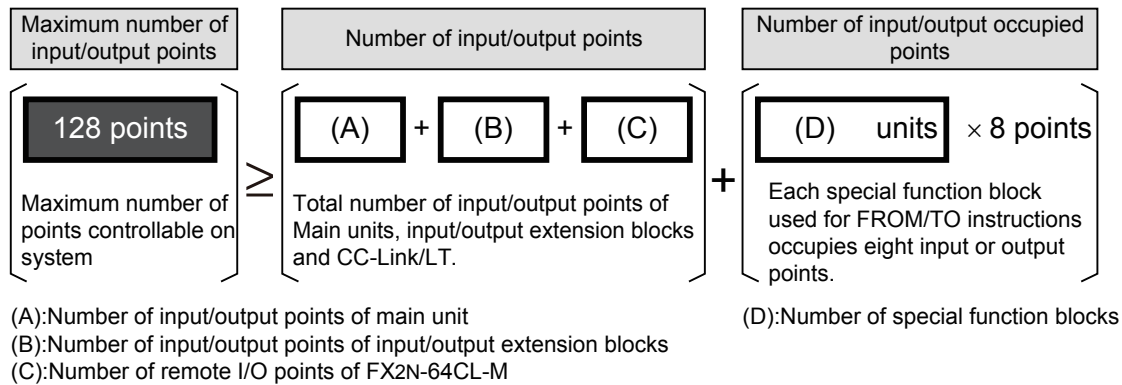 Maximum number of
input/output points
Number of input/output points
Number of input/output occupied
points
128 points
≥
(A) + (B) + (C)
+
(D) units × 8 points
Maximum number of
points controllable on
system
Total number of input/output points of
Main units, input/output extension blocks
and CC-Link/LT.
Each special function block
used for FROM/TO instructions
occupies eight input or output
points.
(A):Number of input/output points of main unit
(B):Number of input/output points of input/output extension blocks
(C):Number of remote I/O points of FX2N-64CL-M
(D):Number of special function blocks